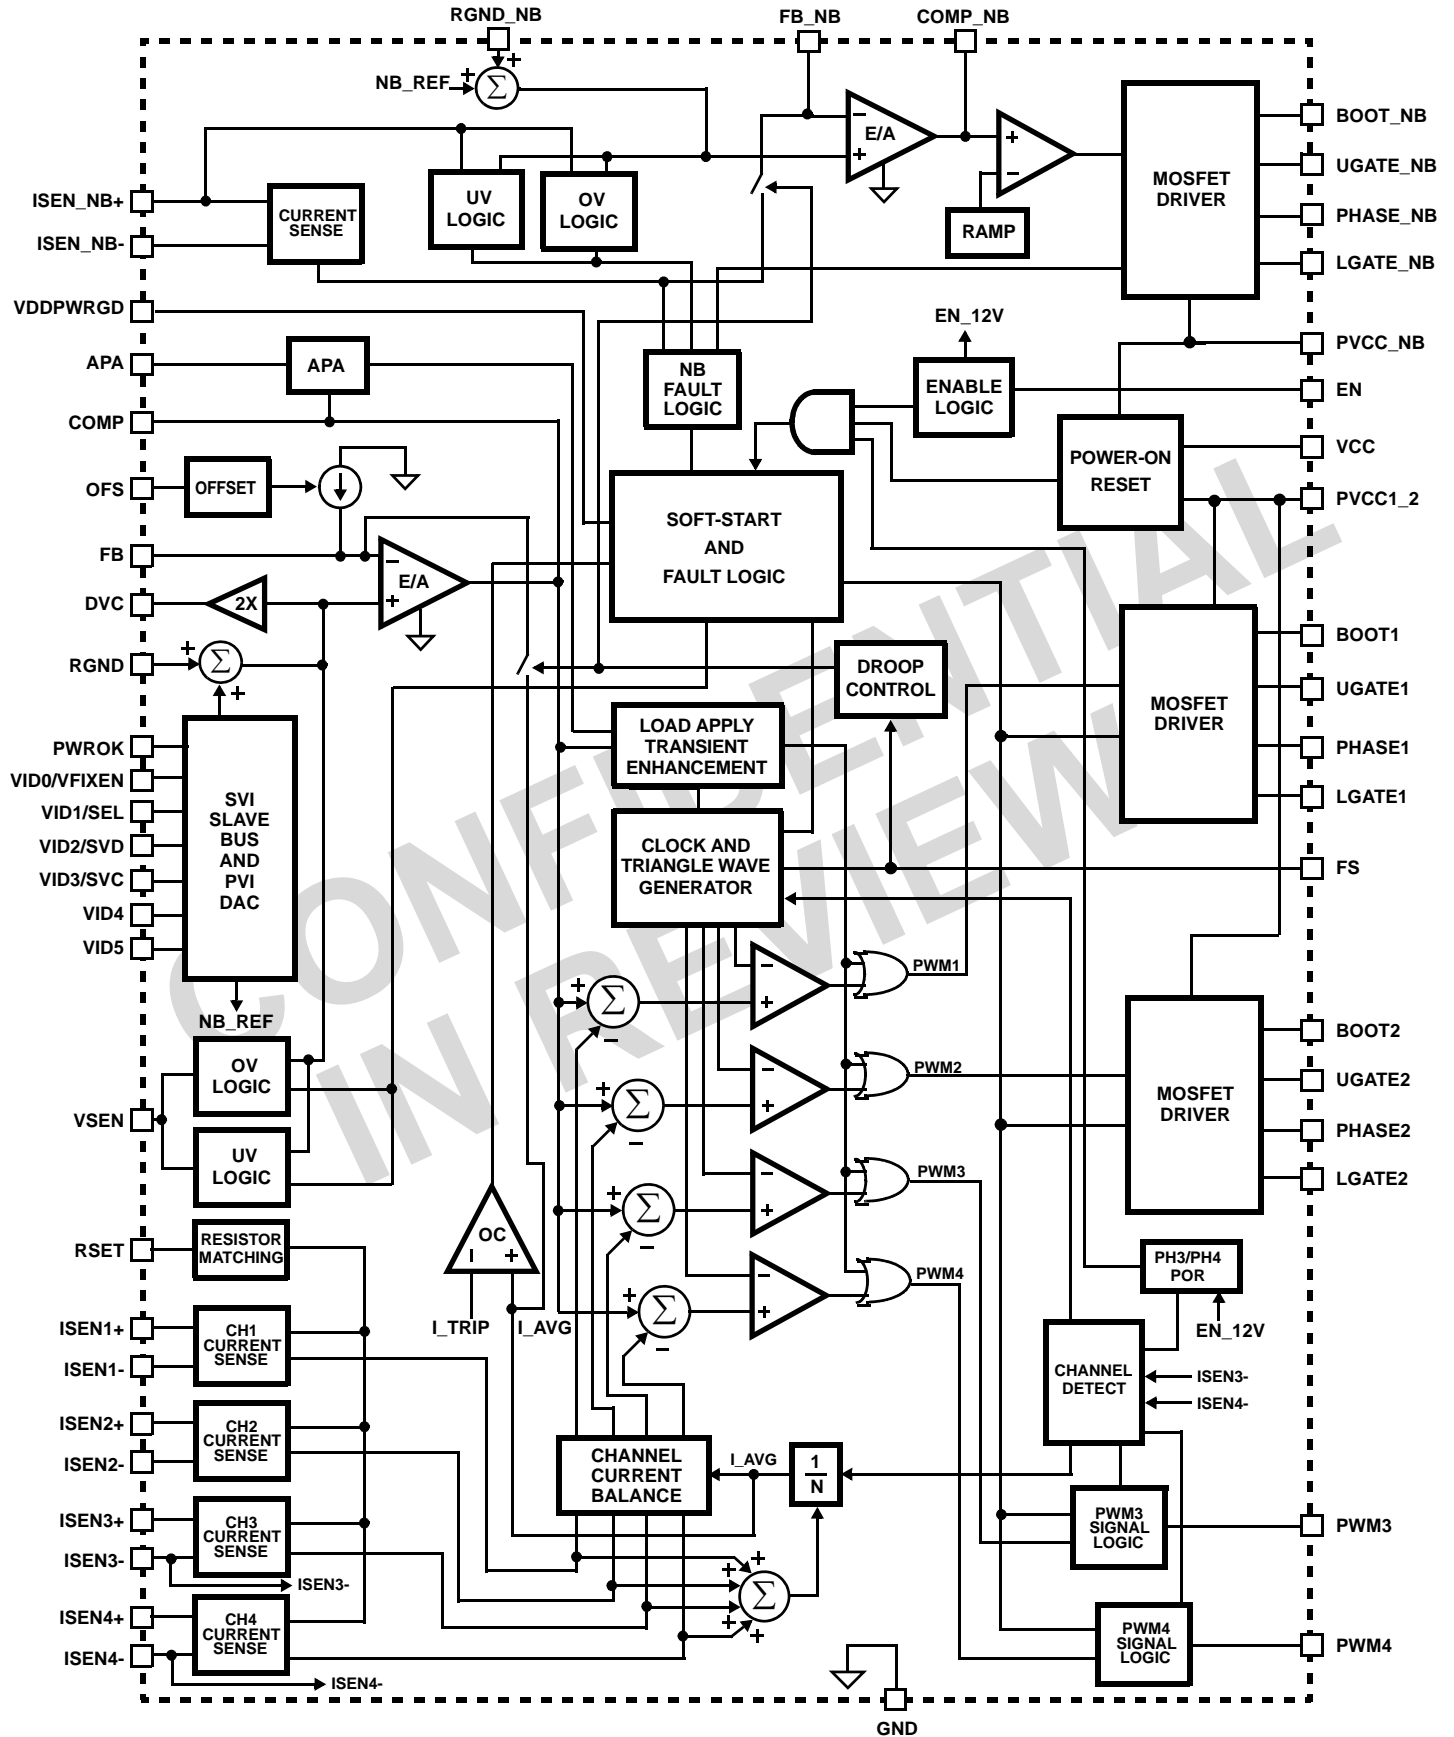 RGND_NB
FB_NB
COMP_NB
+
+
NB_REF
Σ
−
E/A
+
+
−
MOSFET
DRIVER
BOOT_NB
UGATE_NB
PHASE_NB
LGATE_NB
UV
LOGIC
OV
LOGIC
RAMP
ISEN_NB+
ISEN_NB-
CURRENT
SENSE
VDDPWRGD
EN_12V
PVCC_NB
APA
APA
NB
FAULT
LOGIC
ENABLE
LOGIC
EN
COMP
POWER-ON
RESET
VCC
OFS
OFFSET
PVCC1_2
SOFT-START
AND
FAULT LOGIC
FB
−
E/A
+
DVC
2X
RGND
+
Σ
+
DROOP
CONTROL
MOSFET
DRIVER
BOOT1
UGATE1
PHASE1
LGATE1
LOAD APPLY
TRANSIENT
ENHANCEMENT
PWROK
VID0/VFIXEN
VID1/SEL
VID2/SVD
VID3/SVC
VID4
VID5
SVI
SLAVE
BUS
AND
PVI
DAC
CLOCK AND
TRIANGLE WAVE
GENERATOR
FS
CONFIDENTIAL
IN REVIEW
NB_REF
+
Σ
−
−
+
PWM1
OV
LOGIC
+
Σ
−
−
+
PWM2
MOSFET
DRIVER
BOOT2
UGATE2
PHASE2
LGATE2
VSEN
UV
LOGIC
+
Σ
−
−
+
PWM3
RSET
RESISTOR
MATCHING
OC
−
+
+
Σ
−
−
+
PWM4
PH3/PH4
POR
EN_12V
I_TRIP
I_AVG
ISEN1+
ISEN1-
CH1
CURRENT
SENSE
CHANNEL
DETECT
ISEN3-
ISEN4-
ISEN2+
ISEN2-
CH2
CURRENT
SENSE
CHANNEL
CURRENT
BALANCE
I_AVG
1
N
ISEN3+
ISEN3-
CH3
CURRENT
SENSE
ISEN3-
PWM3
SIGNAL
LOGIC
PWM3
+
+
Σ
+
+
ISEN4+
ISEN4-
CH4
CURRENT
SENSE
ISEN4-
PWM4
SIGNAL
LOGIC
PWM4
GND